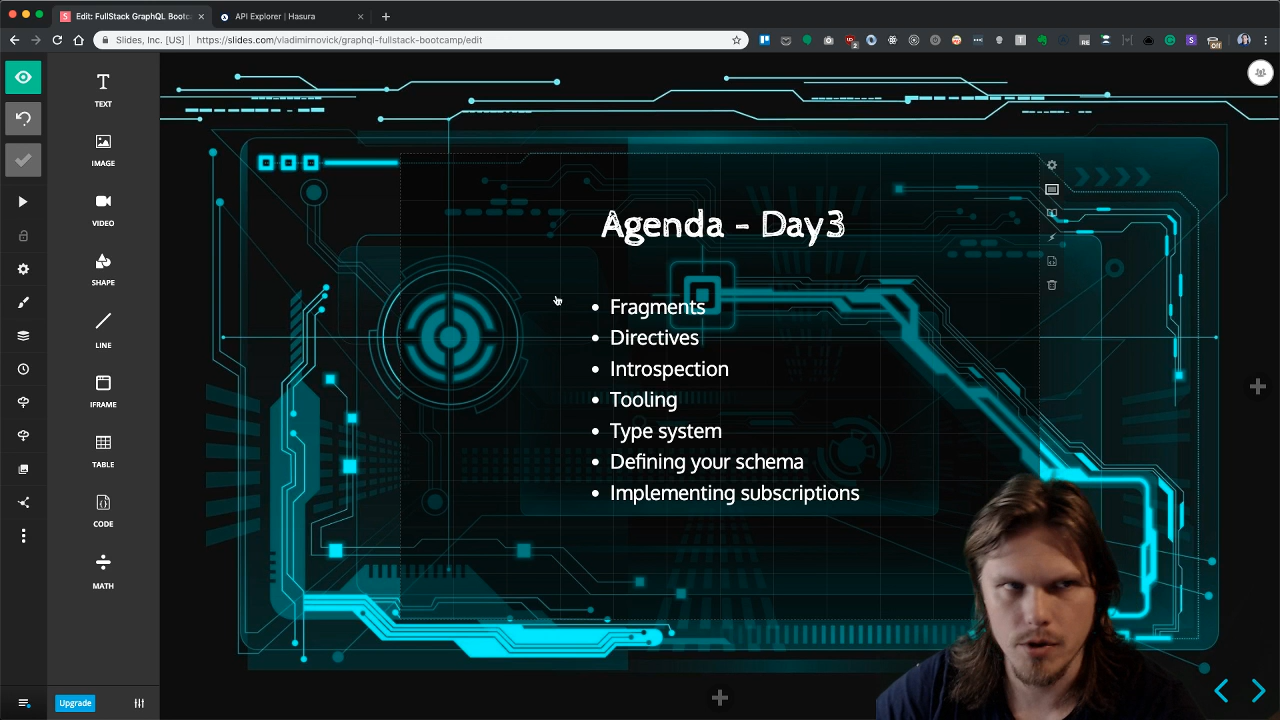 Edit: FullStack GraphQL Bootc
API Explorer | Hasura
Slides, Inc. [US]
https://slides.com/vladimirnovick/graphql-fullstack-bootcamp/edit
TEXT
IMAGE
VIDEO
SHAPE
LINE
IFRAME
TABLE
CODE
MATH
Upgrade
Agenda - Day3
• Fragments
• Directives
• Introspection
• Tooling
• Type system
• Defining your schema
• Implementing subscriptions